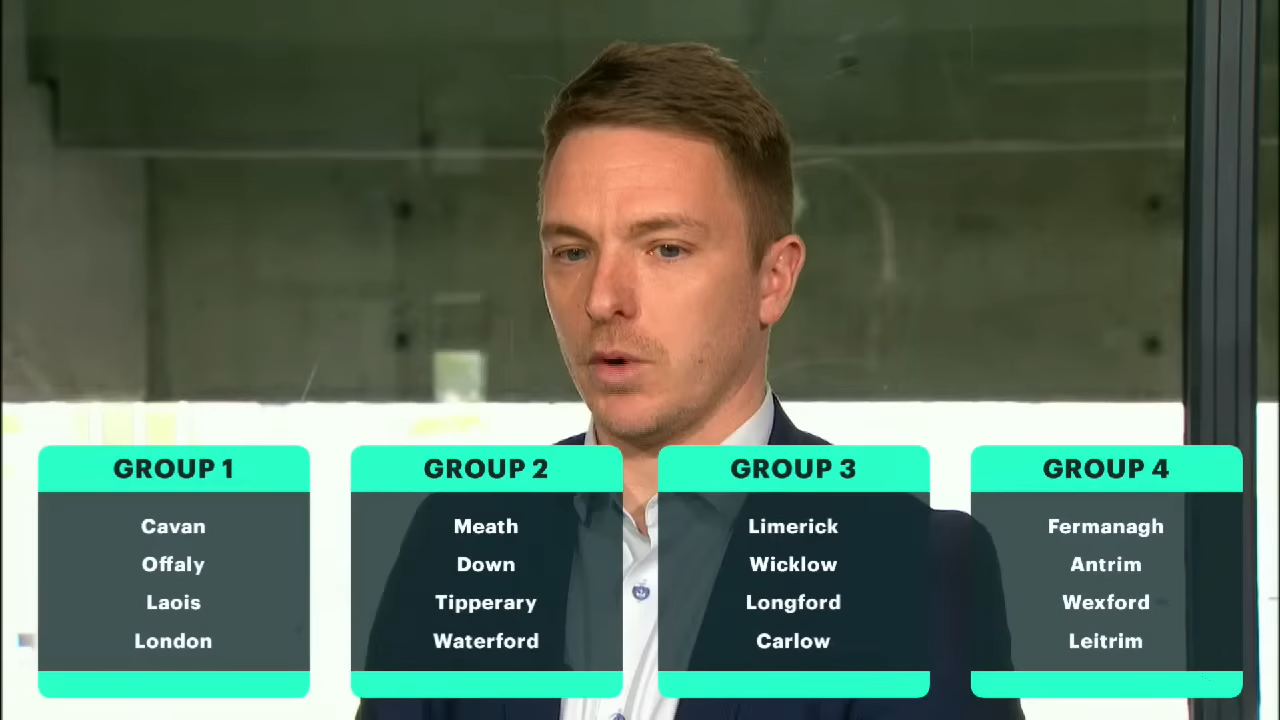 GROUP 1
Cavan
Offaly
Laois
London
GROUP 2
Meath
Down
Tipperary
Waterford
GROUP 3
Limerick
Wicklow
Longford
Carlow
GROUP 4
Fermanagh
Antrim
Wexford
Leitrim